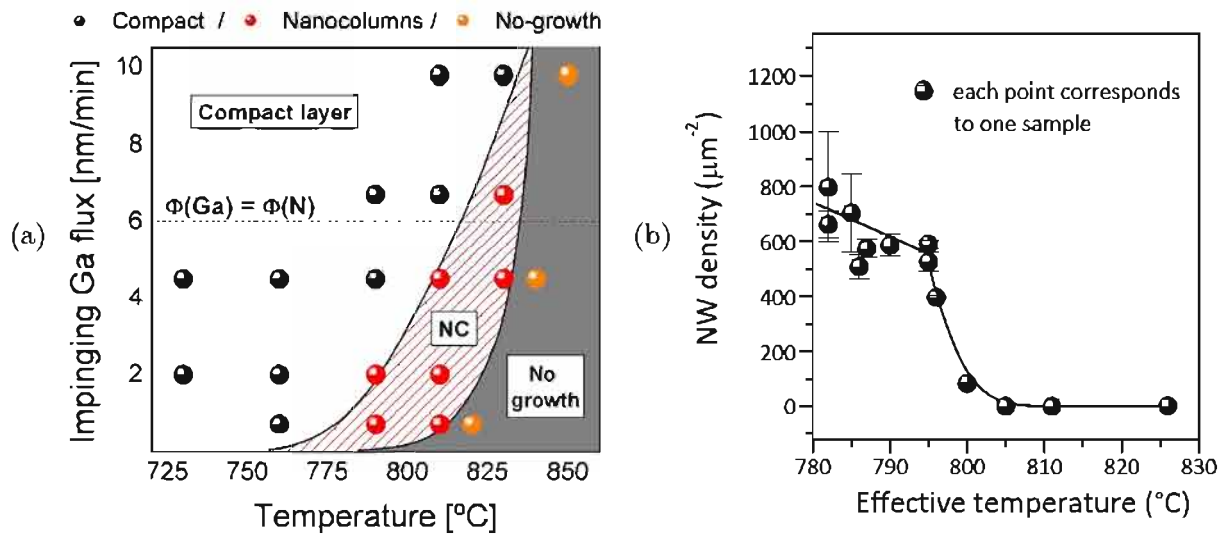 Compact / Nanocolumns / No-growth
(a)
Impinging Ga flux [nm/min]
10
8
6
4
2
Compact layer
Φ(Ga) = Φ(N)
NC
No
growth
725 750 775 800 825 850
Temperature [ºC]
(b)
NW density (μm⁻²)
1200
1000
800
600
400
200
0
each point corresponds
to one sample
780 790 800 810 820 830
Effective temperature (°C)